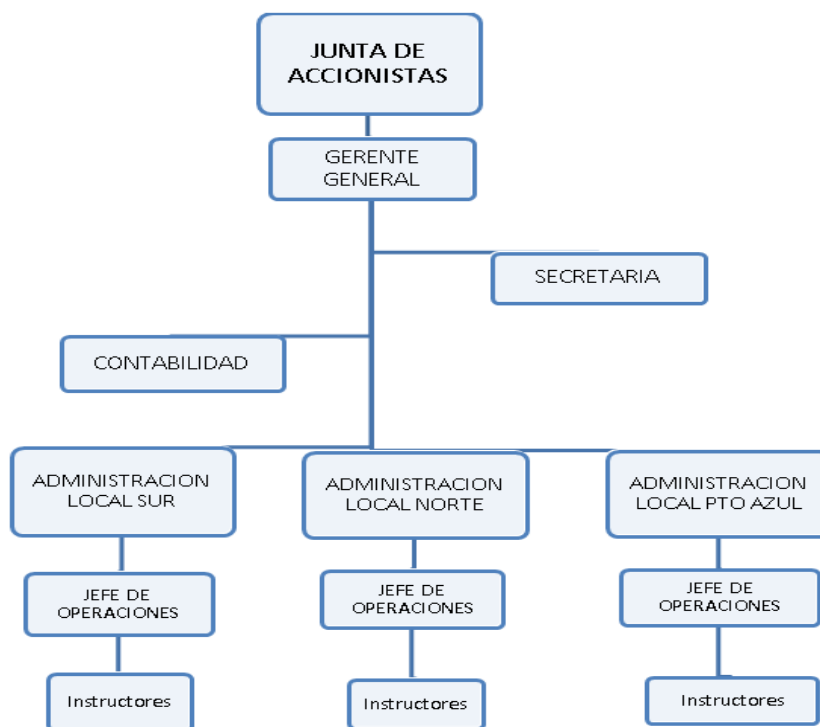 JUNTA DE
ACCIONISTAS
GERENTE
GENERAL
SECRETARIA
CONTABILIDAD
ADMINISTRACION
LOCAL SUR
ADMINISTRACION
LOCAL NORTE
ADMINISTRACION
LOCAL PTO AZUL
JEFE DE
OPERACIONES
JEFE DE
OPERACIONES
JEFE DE
OPERACIONES
Instructores
Instructores
Instructores